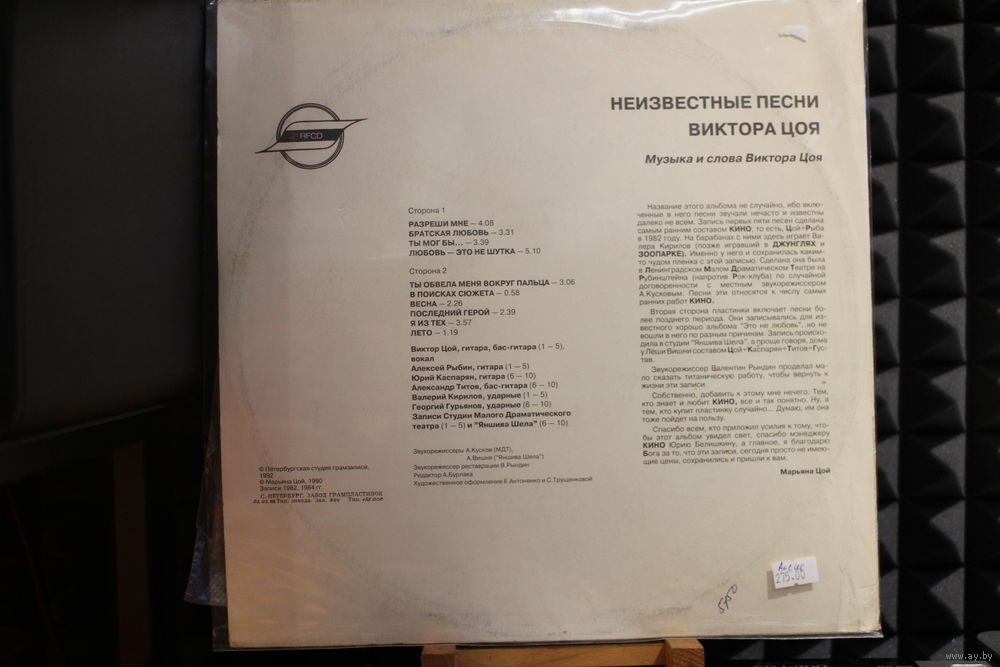 RFCD
НЕИЗВЕСТНЫЕ ПЕСНИ
ВИКТОРА ЦОЯ
Музыка и слова Виктора Цоя
Сторона 1
РАЗРЕШИ МНЕ — 4.08
БРАТСКАЯ ЛЮБОВЬ — 3.31
ТЫ МОГ БЫ... — 3.39
ЛЮБОВЬ — ЭТО НЕ ШУТКА — 5.10
Сторона 2
ТЫ ОБВЕЛА МЕНЯ ВОКРУГ ПАЛЬЦА — 3.06
В ПОИСКАХ СЮЖЕТА — 0.58
ВЕСНА — 2.26
ПОСЛЕДНИЙ ГЕРОЙ — 2.39
Я ИЗ ТЕХ — 3.57
ЛЕТО — 1.19
Виктор Цой, гитара, бас-гитара (1 — 5),
вокал
Алексей Рыбин, гитара (1 — 5)
Юрий Каспарян, гитара (6 — 10)
Александр Титов, бас-гитара (6 — 10)
Валерий Кирилов, ударные (1 — 5)
Георгий Гурьянов, ударные (6 — 10)
Записи Студии Малого Драматического
театра (1 — 5) и "Яншива Шела" (6 — 10)
Звукорежиссеры А.Кусков (МДТ),
А.Вишня ("Яншива Шела")
Звукорежиссер реставрации В.Рындин
Редактор А.Бурлака
Художественное оформление Е.Антоненко и С.Трущенковой
℗ Петербургская студия грамзаписи,
1992
© Марьяна Цой, 1990
Записи 1982, 1984 гг.
С.-ПЕТЕРБУРГ. ЗАВОД ГРАМПЛАСТИНОК
Тип. завода. Зак. Тир.
Название этого альбома не случайно, ибо вклю-
ченные в него песни звучали нечасто и известны
далеко не всем. Запись первых пяти песен сделана
самым ранним составом КИНО, то есть, Цой+Рыба
в 1982 году. На барабанах с ними здесь играет Ва-
лера Кирилов (позже игравший в ДЖУНГЛЯХ и
ЗООПАРКЕ). Именно у него и сохранилась каким-
то чудом пленка с этой записью. Сделана она была
в Ленинградском Малом Драматическом Театре на
Рубинштейна (напротив Рок-клуба) по случайной
договоренности с местным звукорежиссером
А.Кусковым. Песни эти относятся к числу самых
ранних работ КИНО.
Вторая сторона пластинки включает песни бо-
лее позднего периода. Они записывались для из-
вестного хорошо альбома "Это не любовь", но не
вошли в него по разным причинам. Запись происхо-
дила в студии "Яншива Шела", а проще говоря, дома
у Лёши Вишни составом Цой+Каспарян+Титов+Гус-
тав.
Звукорежиссер Валентин Рындин проделал ма-
ло сказать титаническую работу, чтобы вернуть к
жизни эти записи.
Собственно, добавить к этому мне нечего. Тем,
кто знает и любит КИНО, все и так понятно. Ну, а
тем, кто купит пластинку случайно... Думаю, им она
тоже пойдет на пользу.
Спасибо всем, кто приложил усилия к тому, что-
бы этот альбом увидел свет, спасибо менеджеру
КИНО Юрию Белишкину, а главное, я благодарю
Бога за то, что эти записи, сегодня просто не имею-
щие цены, сохранились и пришли к вам.
Марьяна Цой
275.00
5950
www.ay.by